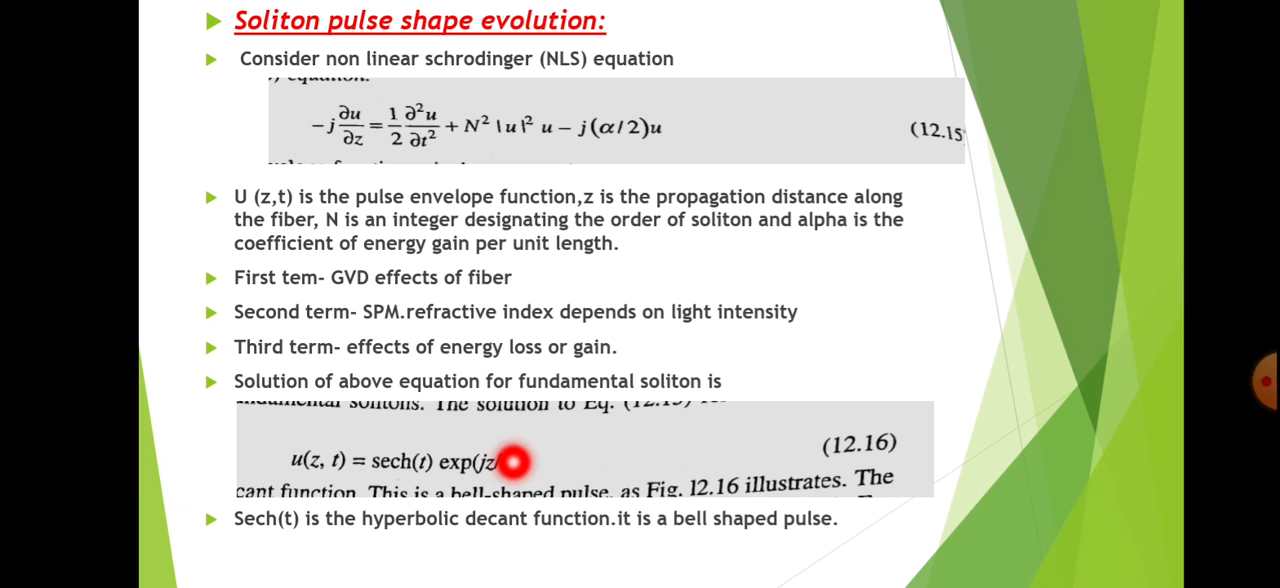 Soliton pulse shape evolution:
Consider non linear schrodinger (NLS) equation
−j ∂u/∂z = 1/2 ∂²u/∂t² + N² |u|² u − j(α/2)u (12.15
U (z,t) is the pulse envelope function,z is the propagation distance along
the fiber, N is an integer designating the order of soliton and alpha is the
coefficient of energy gain per unit length.
First tem- GVD effects of fiber
Second term- SPM.refractive index depends on light intensity
Third term- effects of energy loss or gain.
Solution of above equation for fundamental soliton is
solitons. The solution to Eq.
u(z, t) = sech(t) exp(jz (12.16)
cant function. This is a bell-shaped pulse, as Fig. 12.16 illustrates. The
Sech(t) is the hyperbolic decant function.it is a bell shaped pulse.